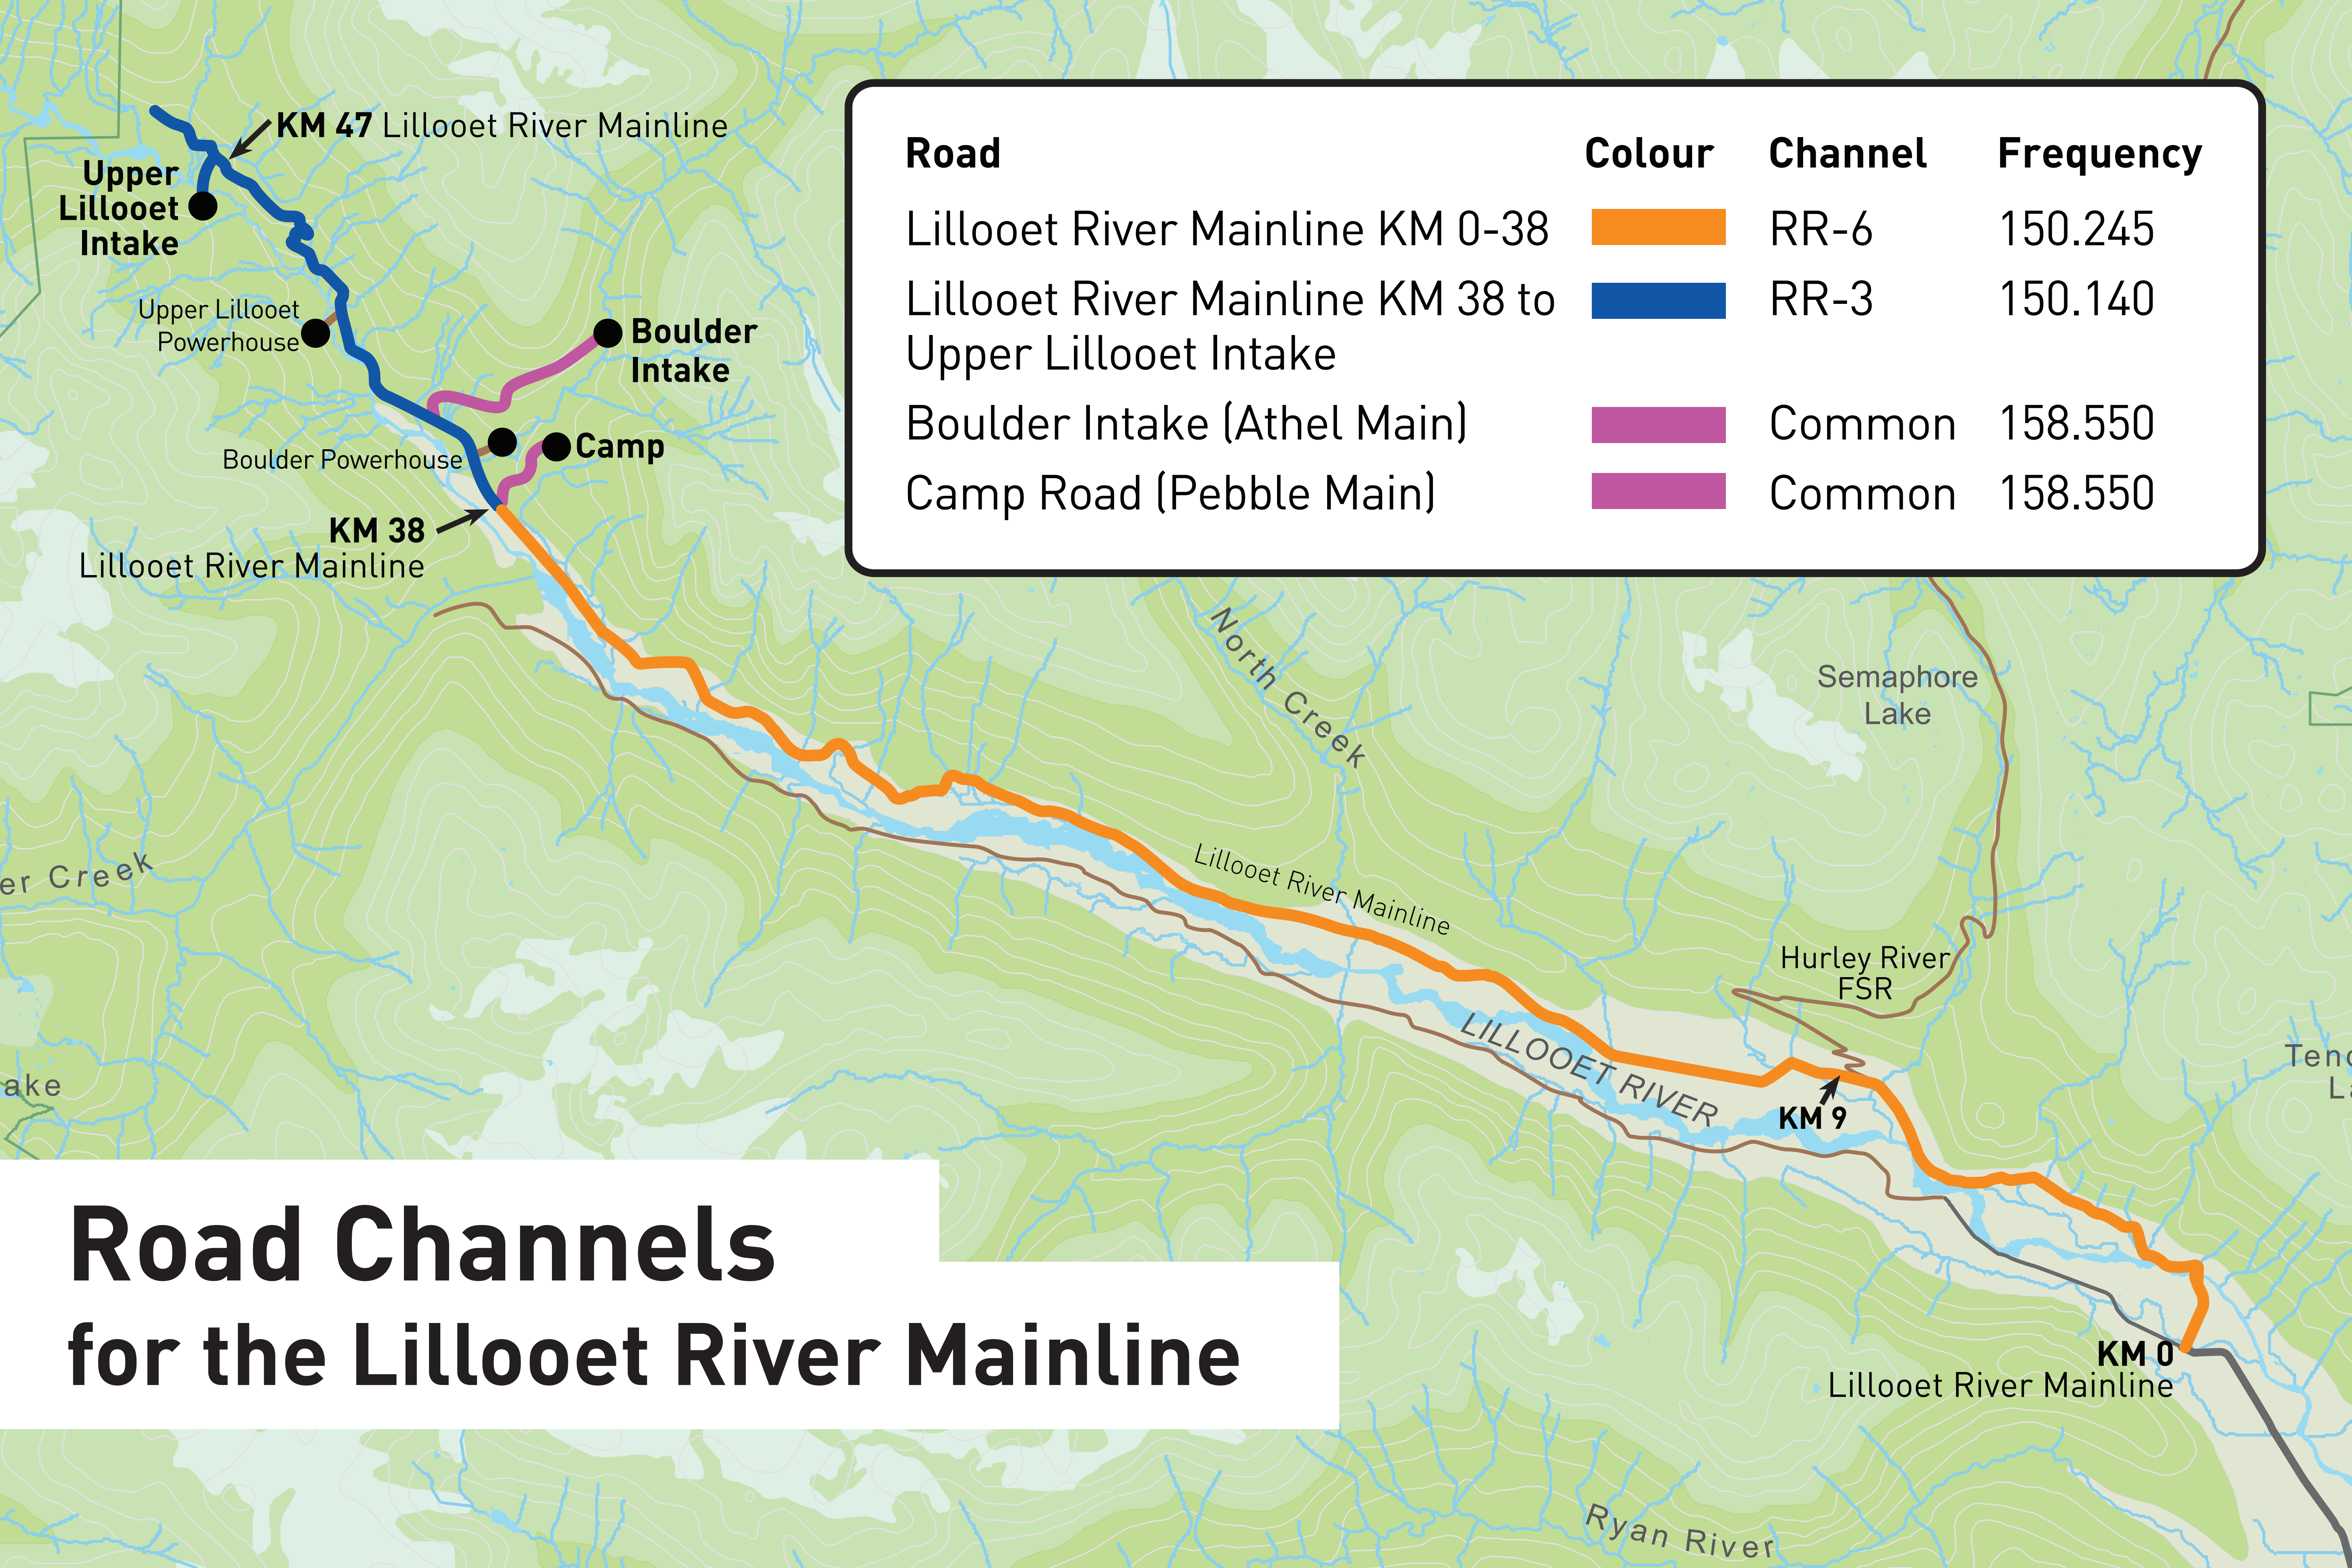 KM 47 Lillooet River Mainline
Upper
Lillooet
Intake
Upper Lillooet
Powerhouse
Boulder
Intake
Boulder Powerhouse
Camp
KM 38
Lillooet River Mainline
Road Colour Channel Frequency
Lillooet River Mainline KM 0-38 RR-6 150.245
Lillooet River Mainline KM 38 to RR-3 150.140
Upper Lillooet Intake
Boulder Intake (Athel Main) Common 158.550
Camp Road (Pebble Main) Common 158.550
North Creek
Semaphore
Lake
er Creek
Lillooet River Mainline
Hurley River
FSR
LILLOOET RIVER
KM 9
ake
Tenq
L
Road Channels
for the Lillooet River Mainline
KM 0
Lillooet River Mainline
Ryan River